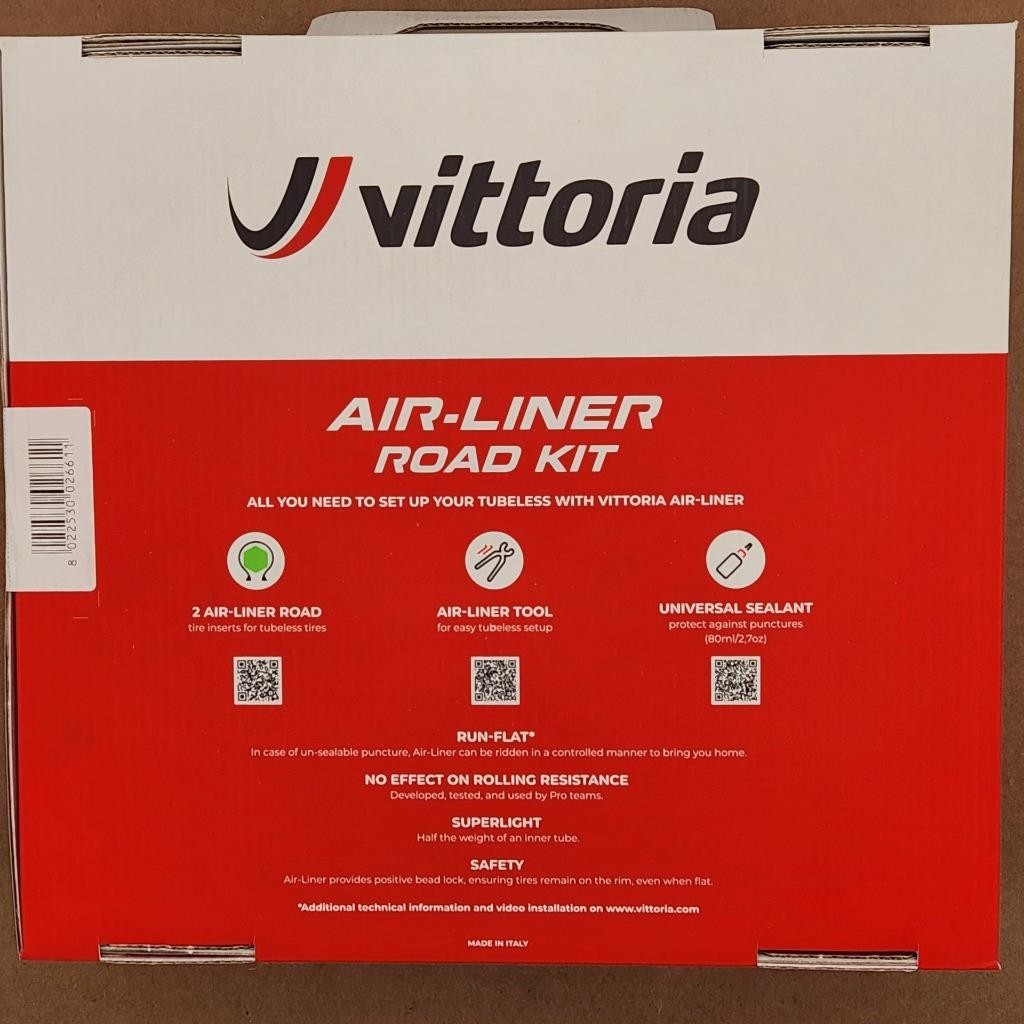 vittoria
AIR-LINER
ROAD KIT
ALL YOU NEED TO SET UP YOUR TUBELESS WITH VITTORIA AIR-LINER
2 AIR-LINER ROAD
tire inserts for tubeless tires
AIR-LINER TOOL
for easy tubeless setup
UNIVERSAL SEALANT
protect against punctures
(80ml/2,7oz)
RUN-FLAT*
In case of un-sealable puncture, Air-Liner can be ridden in a controlled manner to bring you home.
NO EFFECT ON ROLLING RESISTANCE
Developed, tested, and used by Pro teams.
SUPERLIGHT
Half the weight of an inner tube.
SAFETY
Air-Liner provides positive bead lock, ensuring tires remain on the rim, even when flat.
*Additional technical information and video installation on www.vittoria.com
MADE IN ITALY
8 022530 026611